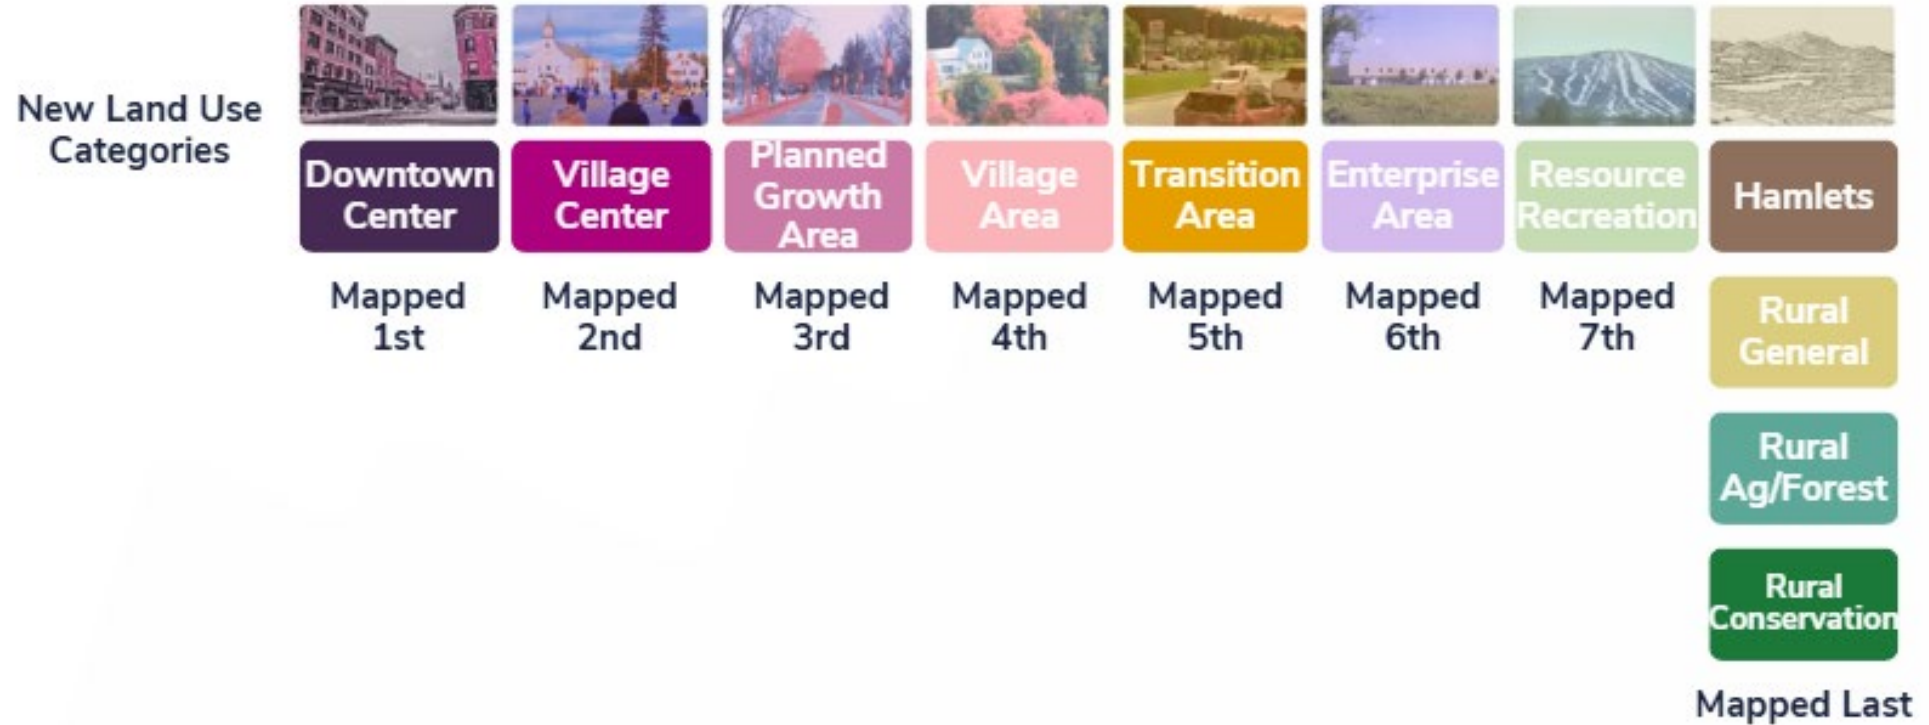 New Land Use
Categories
Downtown
Center
Village
Center
Planned
Growth
Area
Village
Area
Transition
Area
Enterprise
Area
Resource
Recreation
Hamlets
Mapped
1st
Mapped
2nd
Mapped
3rd
Mapped
4th
Mapped
5th
Mapped
6th
Mapped
7th
Rural
General
Rural
Ag/Forest
Rural
Conservation
Mapped Last